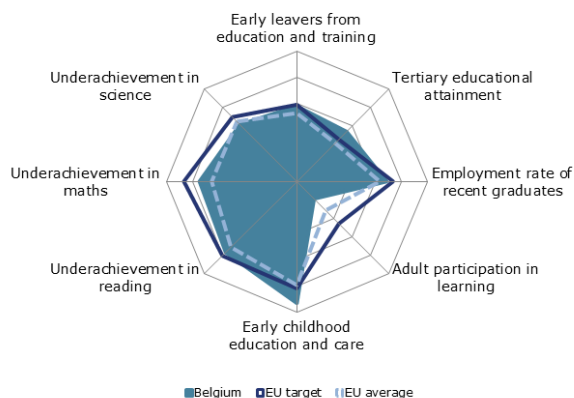 Early leavers from
education and training
Underachievement in
science
Tertiary educational
attainment
Underachievement in
maths
Employment rate of
recent graduates
Underachievement in
reading
Adult participation in
learning
Early childhood
education and care
Belgium EU target EU average